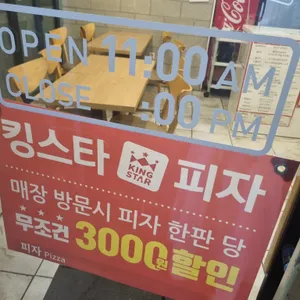 OPEN 11:00 AM
CLOSE :00 PM
킹스타 KING STAR 피자
매장 방문시 피자 한판 당
무조건 3000원 할인
피자 Pizza
Coca